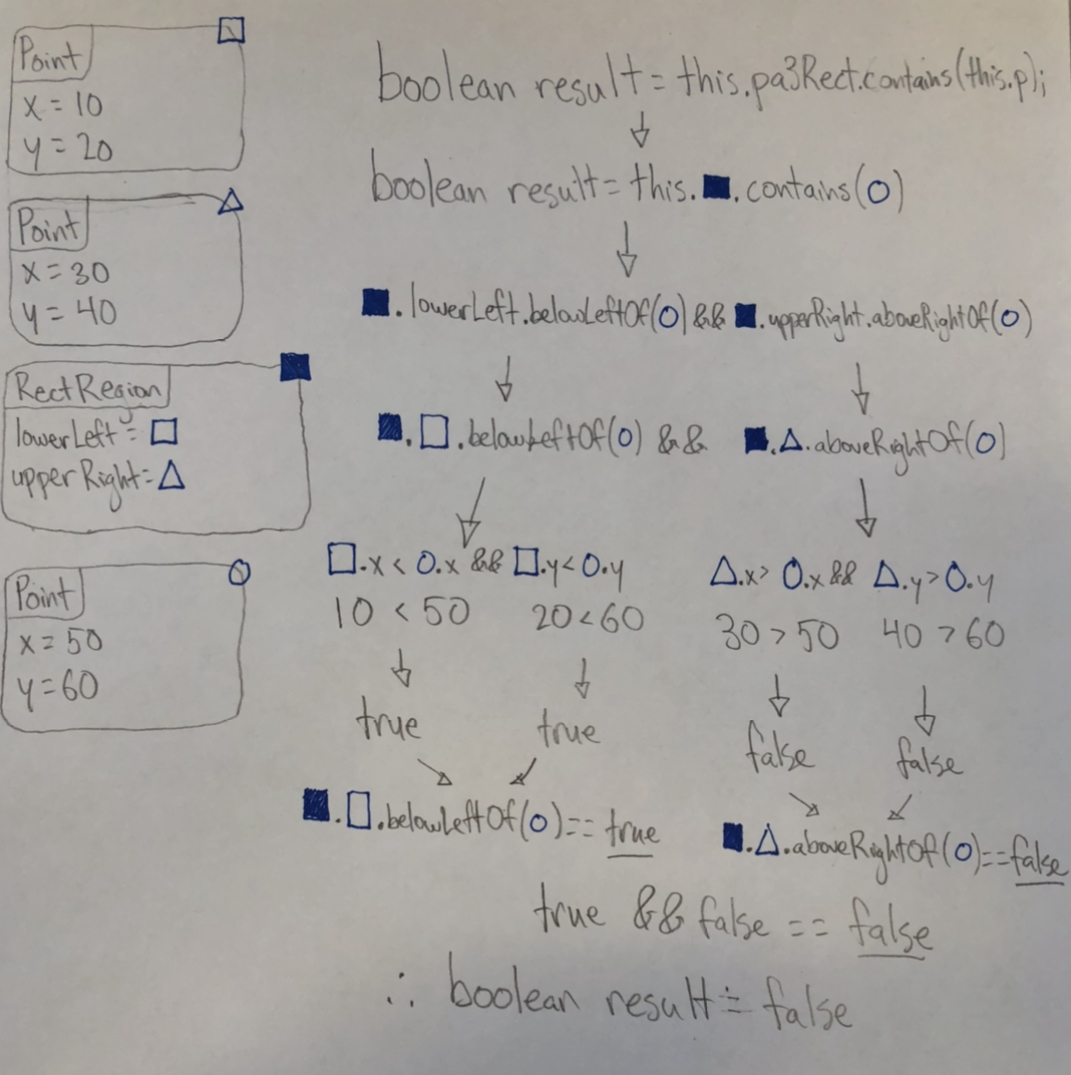 Point
x = 10
y = 20
Point
x = 30
y = 40
RectRegion
lowerLeft = □
upperRight = △
Point
x = 50
y = 60
boolean result = this.pa3Rect.contains(this.p);
boolean result = this.■.contains(○)
■.lowerLeft.belowLeftOf(○) && ■.upperRight.aboveRightOf(○)
■.□.belowLeftOf(○) && ■.△.aboveRightOf(○)
□.x < ○.x && □.y < ○.y △.x > ○.x && △.y > ○.y
10 < 50 20 < 60 30 > 50 40 > 60
true true false false
■.□.belowLeftOf(○) == true ■.△.aboveRightOf(○) == false
true && false == false
∴ boolean result = false